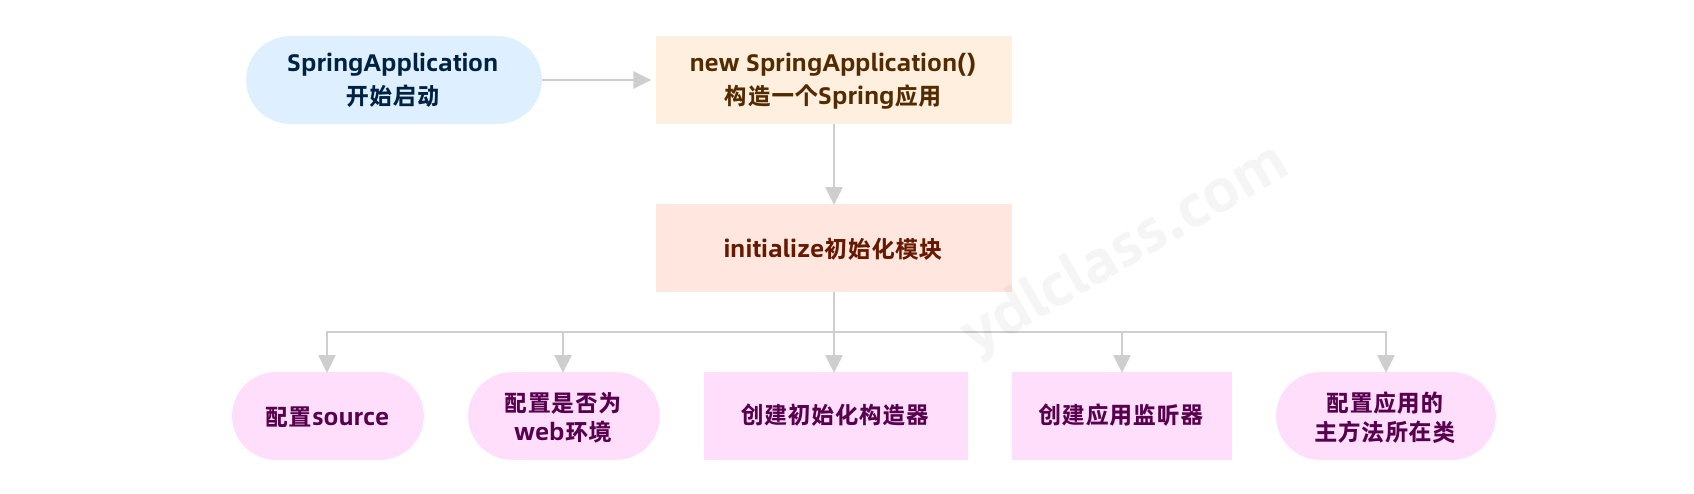 SpringApplication
开始启动
new SpringApplication()
构造一个Spring应用
initialize初始化模块
ydlclass.com
配置source
配置是否为
web环境
创建初始化构造器
创建应用监听器
配置应用的
主方法所在类